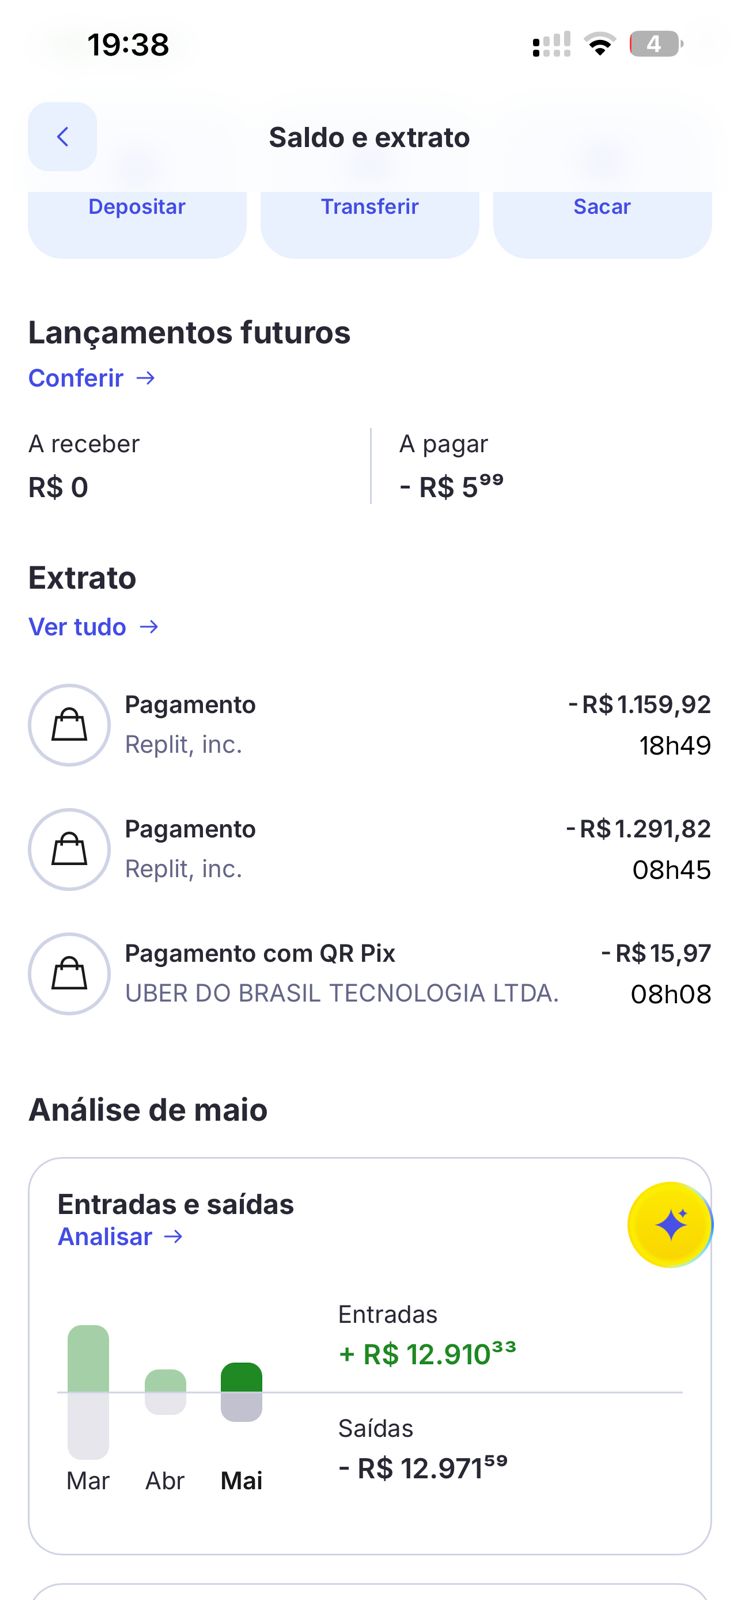 19:38
4
Saldo e extrato
Depositar
Transferir
Sacar
Lançamentos futuros
Conferir →
A receber
R$ 0
A pagar
- R$ 5⁹⁹
Extrato
Ver tudo →
Pagamento
-R$1.159,92
Replit, inc.
18h49
Pagamento
-R$1.291,82
Replit, inc.
08h45
Pagamento com QR Pix
-R$15,97
UBER DO BRASIL TECNOLOGIA LTDA.
08h08
Análise de maio
Entradas e saídas
Analisar →
Entradas
+ R$ 12.910³³
Saídas
- R$ 12.971⁵⁹
Mar
Abr
Mai